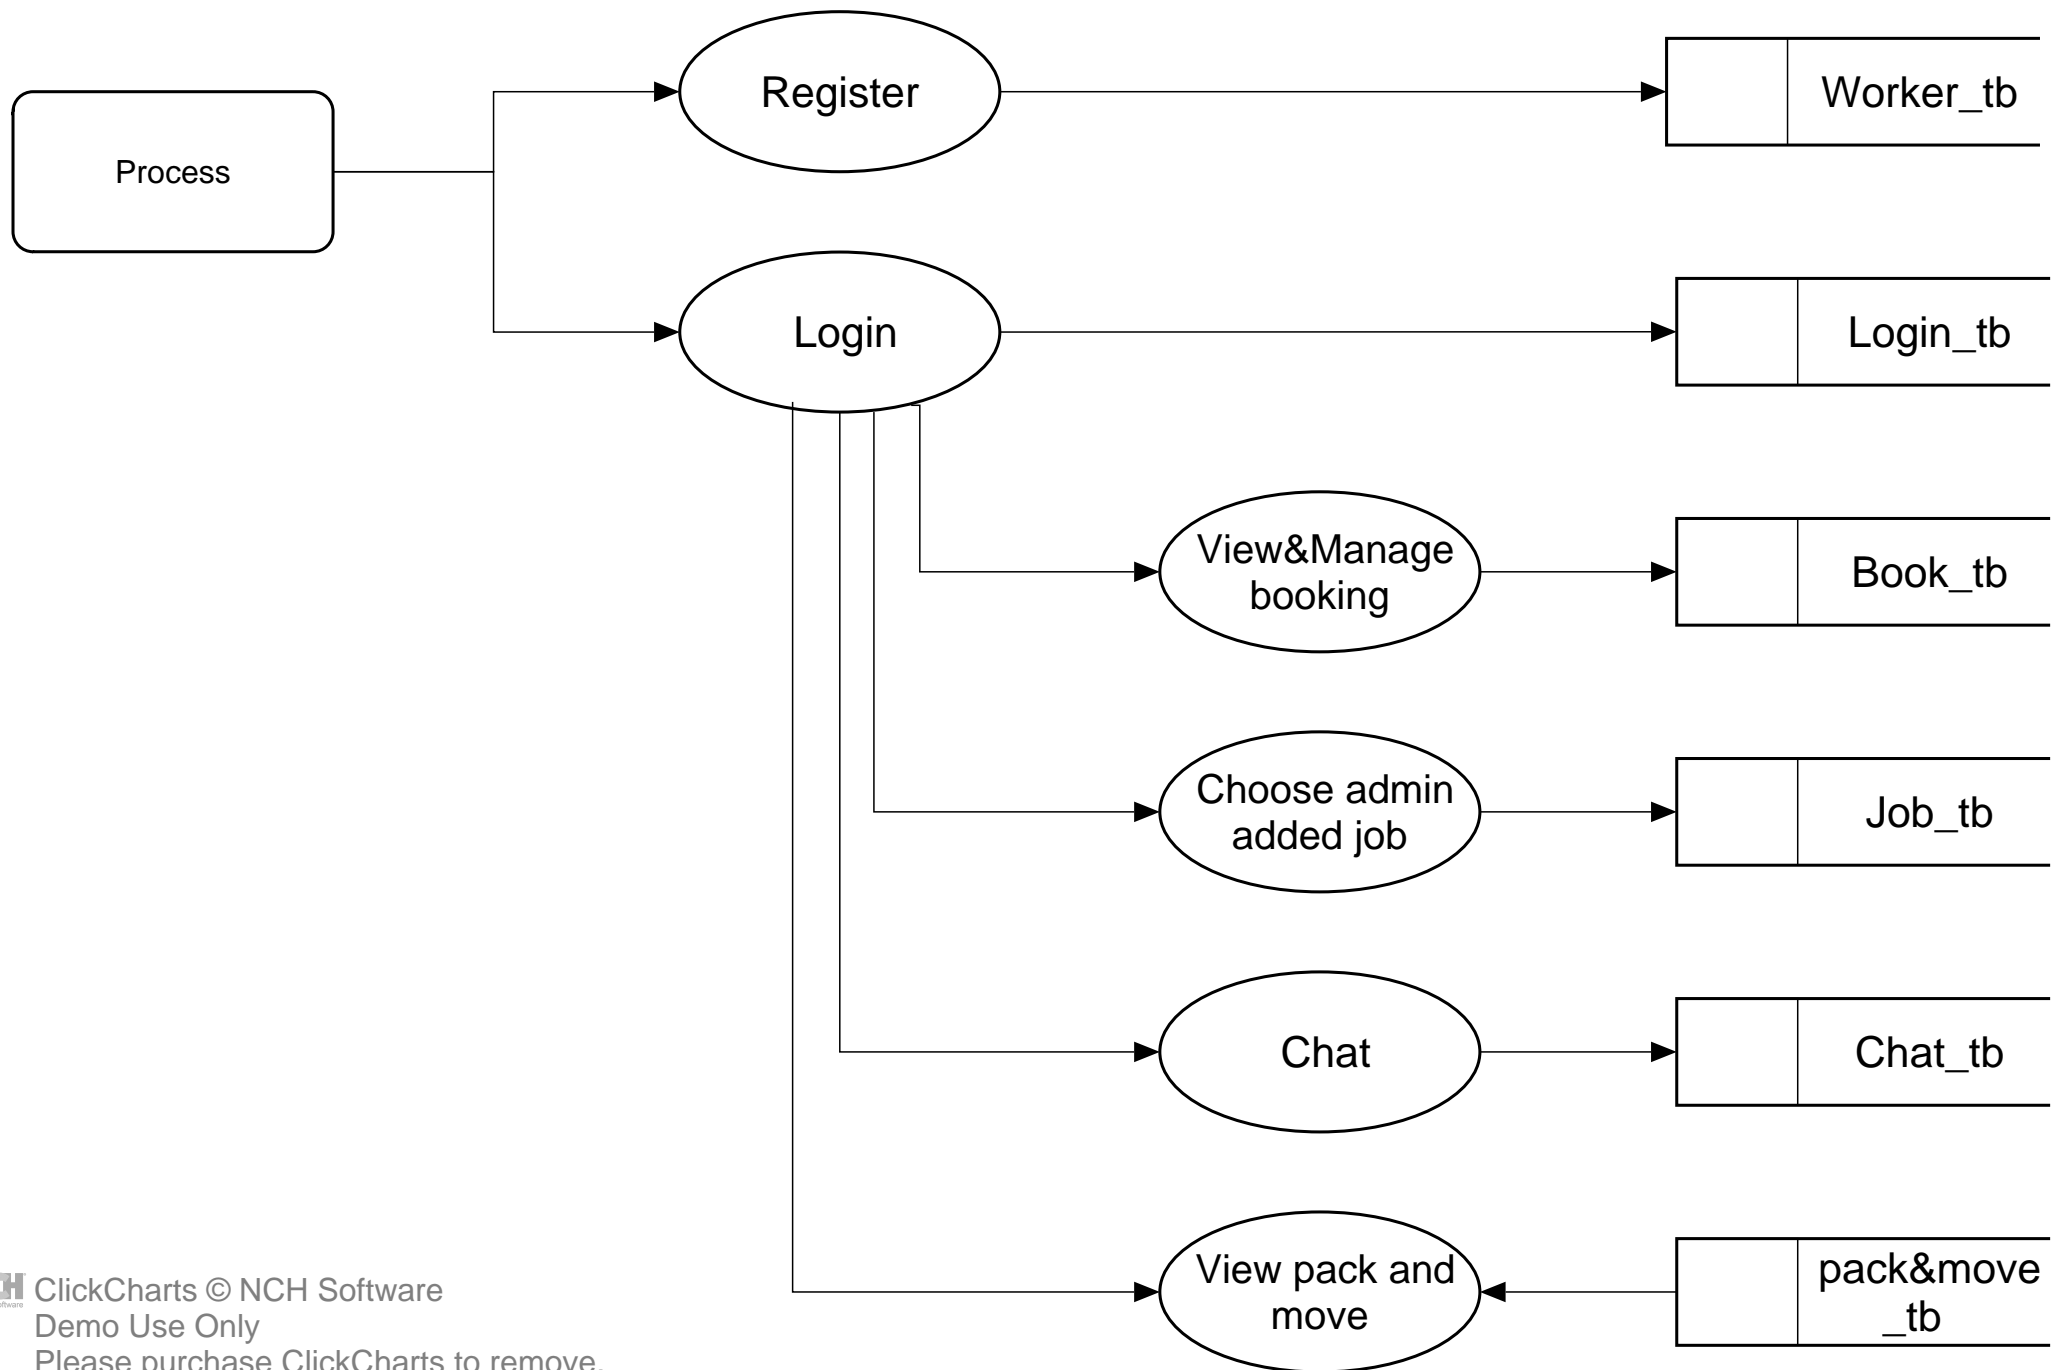 Register
Worker_tb
Process
Login
Login_tb
View&Manage
booking
Book_tb
Choose admin
added job
Job_tb
Chat
Chat_tb
View pack and
move
pack&move
_tb
ClickCharts © NCH Software
Demo Use Only
Please purchase ClickCharts to remove.